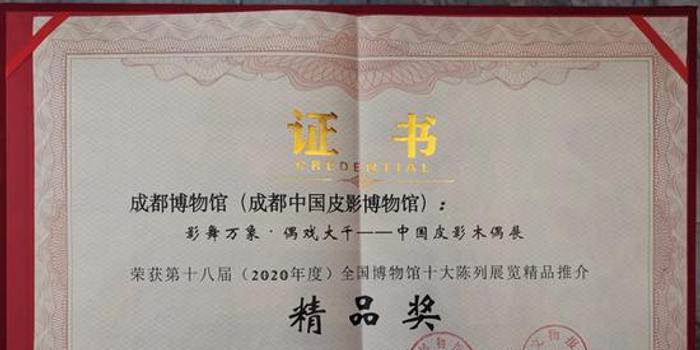 证书
CREDENTIAL
成都博物馆（成都中国皮影博物馆）：
影舞万象·偶戏大千——中国皮影木偶展
荣获第十八届（2020年度）全国博物馆十大陈列展览精品推介
精品奖
文物报